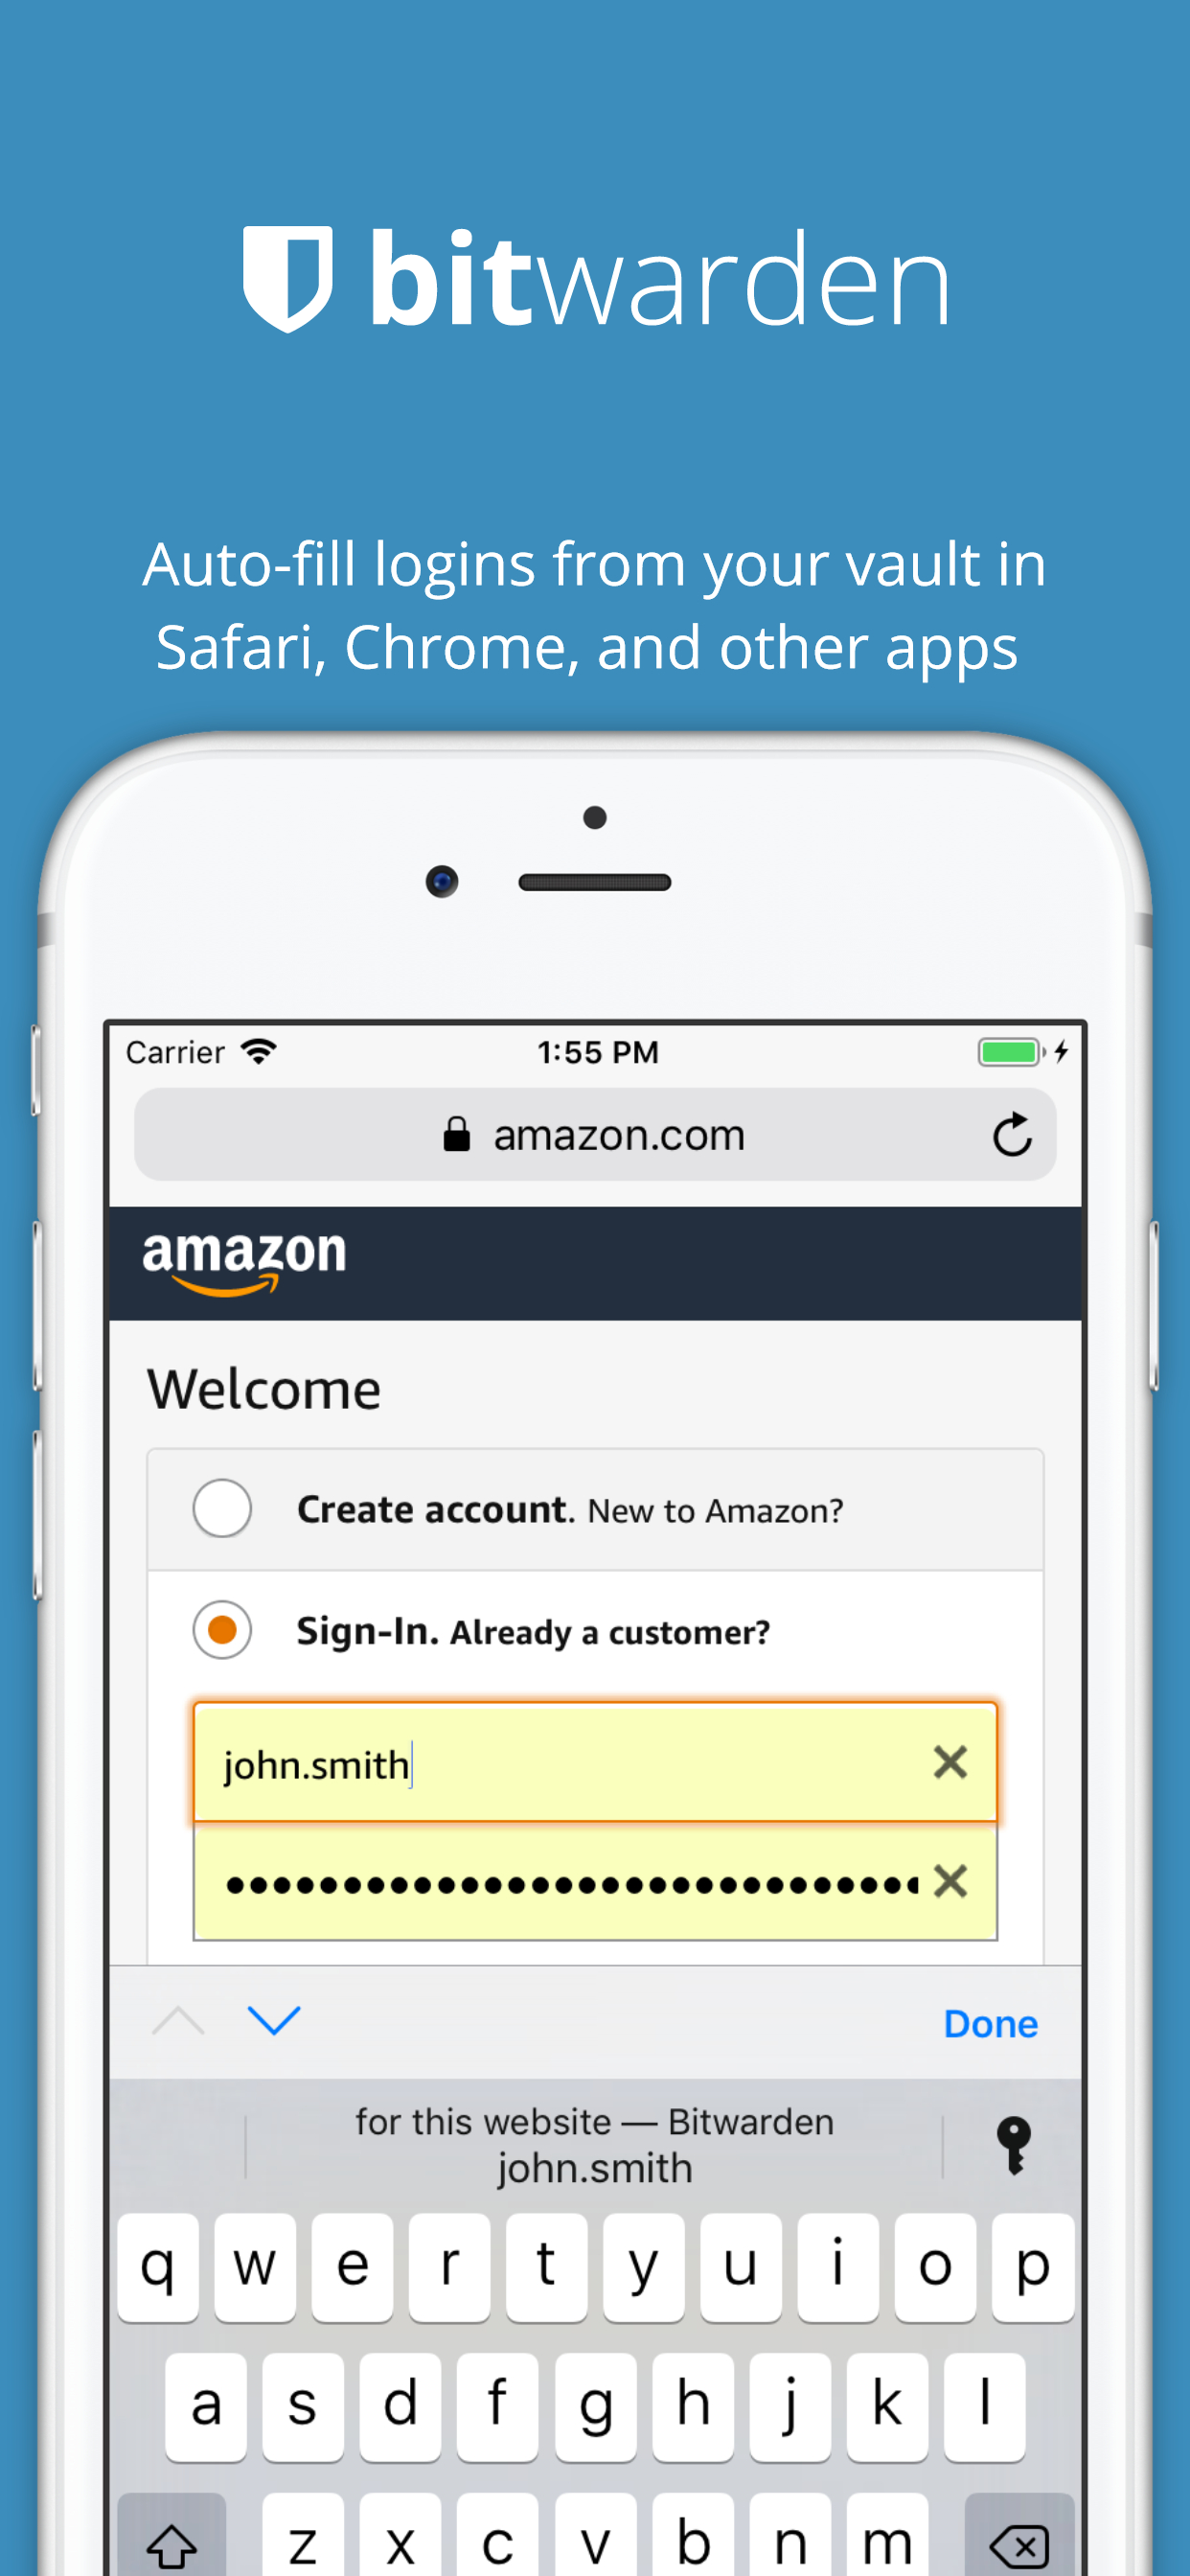 bitwarden
Auto-fill logins from your vault in
Safari, Chrome, and other apps
Carrier 1:55 PM
amazon.com
amazon
Welcome
Create account. New to Amazon?
Sign-In. Already a customer?
john.smith
Done
for this website — Bitwarden
john.smith
q w e r t y u i o p
a s d f g h j k l
z x c v b n m